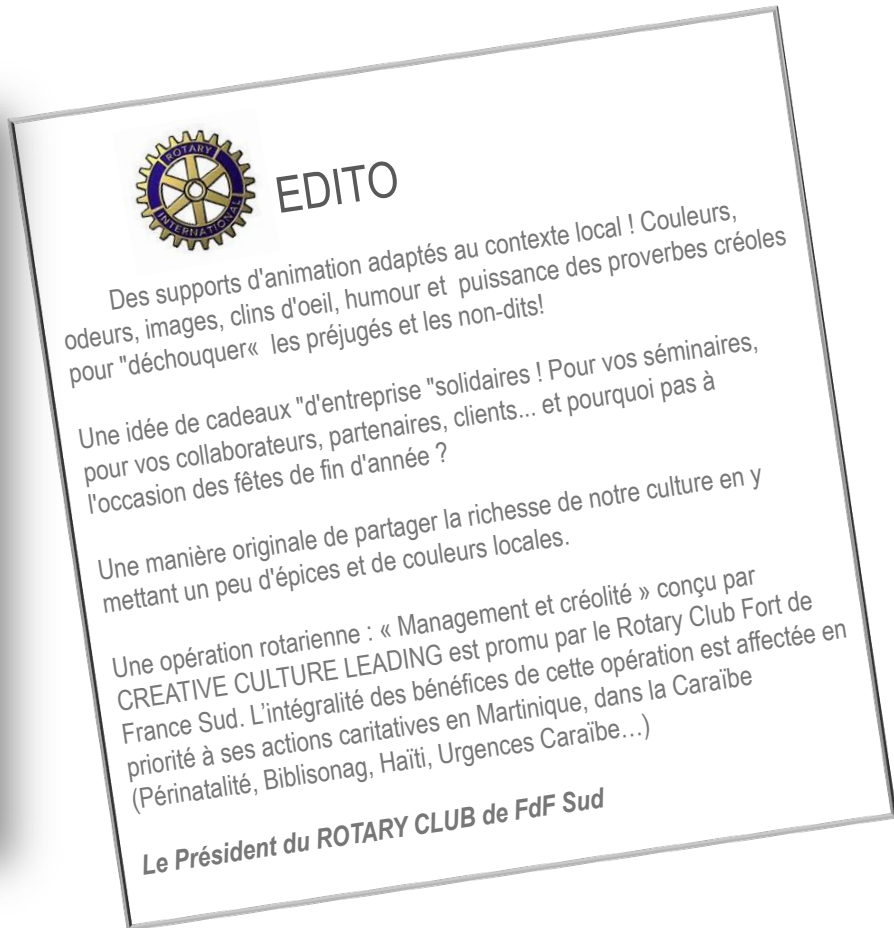 ROTARY
INTERNATIONAL
EDITO
Des supports d'animation adaptés au contexte local ! Couleurs,
odeurs, images, clins d'oeil, humour et puissance des proverbes créoles
pour "déchouquer« les préjugés et les non-dits!
Une idée de cadeaux "d'entreprise "solidaires ! Pour vos séminaires,
pour vos collaborateurs, partenaires, clients... et pourquoi pas à
l'occasion des fêtes de fin d'année ?
Une manière originale de partager la richesse de notre culture en y
mettant un peu d'épices et de couleurs locales.
Une opération rotarienne : « Management et créolité » conçu par
CREATIVE CULTURE LEADING est promu par le Rotary Club Fort de
France Sud. L'intégralité des bénéfices de cette opération est affectée en
priorité à ses actions caritatives en Martinique, dans la Caraïbe
(Périnatalité, Biblisonag, Haïti, Urgences Caraïbe…)
Le Président du ROTARY CLUB de FdF Sud